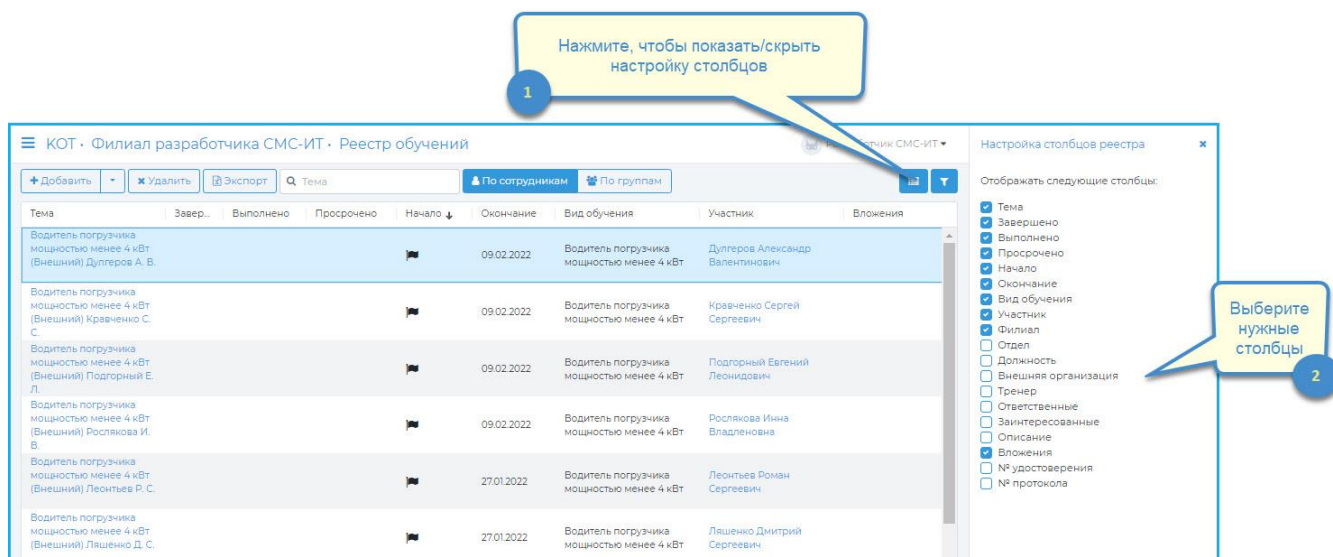 Нажмите, чтобы показать/скрыть
настройку столбцов
1
КОТ · Филиал разработчика СМС-ИТ · Реестр обучений
СМС-ИТ
Настройка столбцов реестра
Добавить
Удалить
Экспорт
Тема
По сотрудникам
По группам
Отображать следующие столбцы:
Тема Завер... Выполнено Просрочено Начало Окончание Вид обучения Участник Вложения
Водитель погрузчика
мощностью менее 4 кВт
(Внешний) Дулгеров А. В.
09.02.2022
Водитель погрузчика
мощностью менее 4 кВт
Дулгеров Александр
Валентинович
Водитель погрузчика
мощностью менее 4 кВт
(Внешний) Кравченко С.
С.
09.02.2022
Водитель погрузчика
мощностью менее 4 кВт
Кравченко Сергей
Сергеевич
Водитель погрузчика
мощностью менее 4 кВт
(Внешний) Подгорный Е.
Л.
09.02.2022
Водитель погрузчика
мощностью менее 4 кВт
Подгорный Евгений
Леонидович
Водитель погрузчика
мощностью менее 4 кВт
(Внешний) Рослякова И.
В.
09.02.2022
Водитель погрузчика
мощностью менее 4 кВт
Рослякова Инна
Владленовна
Водитель погрузчика
мощностью менее 4 кВт
(Внешний) Леонтьев Р. С.
27.01.2022
Водитель погрузчика
мощностью менее 4 кВт
Леонтьев Роман
Сергеевич
Водитель погрузчика
мощностью менее 4 кВт
(Внешний) Ляшенко Д. С.
27.01.2022
Водитель погрузчика
мощностью менее 4 кВт
Ляшенко Дмитрий
Сергеевич
Тема
Завершено
Выполнено
Просрочено
Начало
Окончание
Вид обучения
Участник
Филиал
Отдел
Должность
Внешняя организация
Тренер
Ответственные
Заинтересованные
Описание
Вложения
№ удостоверения
№ протокола
Выберите
нужные
столбцы
2